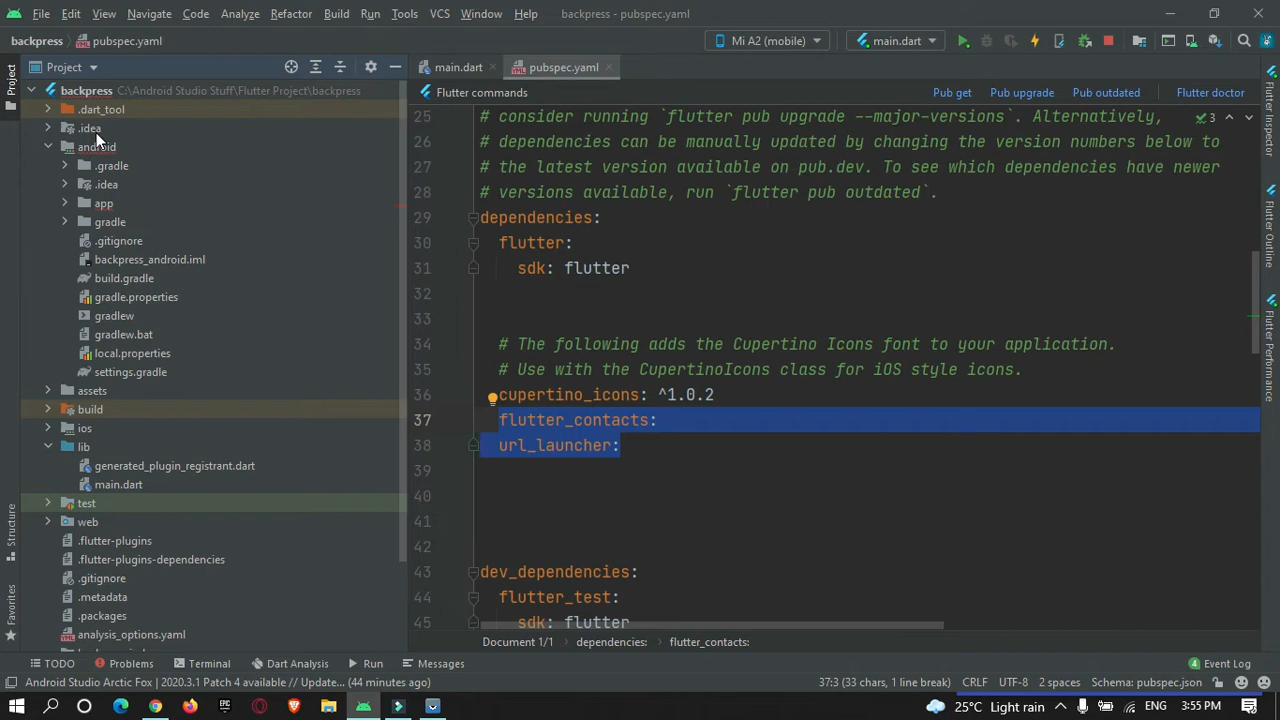 File Edit View Navigate Code Analyze Refactor Build Run Tools VCS Window Help backpress - pubspec.yaml
backpress pubspec.yaml Mi A2 (mobile) main.dart
Project main.dart pubspec.yaml
Project
backpress C:\Android Studio Stuff\Flutter Project\backpress
.dart_tool
.idea
android
.gradle
.idea
app
gradle
.gitignore
backpress_android.iml
build.gradle
gradle.properties
gradlew
gradlew.bat
local.properties
settings.gradle
assets
build
ios
lib
generated_plugin_registrant.dart
main.dart
test
web
.flutter-plugins
.flutter-plugins-dependencies
.gitignore
.metadata
.packages
analysis_options.yaml
Structure
Favorites
Flutter commands Pub get Pub upgrade Pub outdated Flutter doctor
25 # consider running `flutter pub upgrade --major-versions`. Alternatively, 3
26 # dependencies can be manually updated by changing the version numbers below to
27 # the latest version available on pub.dev. To see which dependencies have newer
28 # versions available, run `flutter pub outdated`.
29 dependencies:
30 flutter:
31 sdk: flutter
32
33
34 # The following adds the Cupertino Icons font to your application.
35 # Use with the CupertinoIcons class for iOS style icons.
36 cupertino_icons: ^1.0.2
37 flutter_contacts:
38 url_launcher:
39
40
41
42
43 dev_dependencies:
44 flutter_test:
45 sdk: flutter
Document 1/1 dependencies: flutter_contacts:
Flutter Inspector
Flutter Outline
Flutter Performance
TODO Problems Terminal Dart Analysis Run Messages 4 Event Log
Android Studio Arctic Fox | 2020.3.1 Patch 4 available // Update... (44 minutes ago) 37:3 (33 chars, 1 line break) CRLF UTF-8 2 spaces Schema: pubspec.json
25°C Light rain ENG 3:55 PM